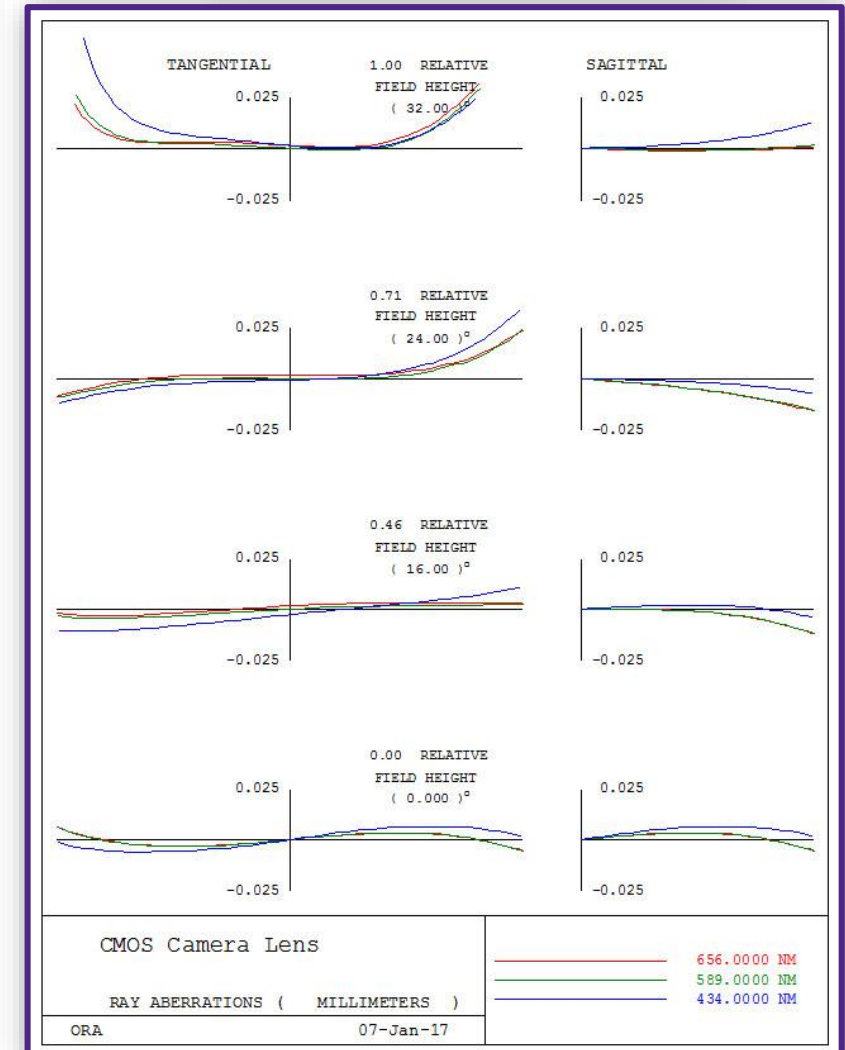 TANGENTIAL 1.00 RELATIVE SAGITTAL
FIELD HEIGHT
( 32.00 )°
0.025 0.025
-0.025 -0.025
0.71 RELATIVE
FIELD HEIGHT
( 24.00 )°
0.025 0.025
-0.025 -0.025
0.46 RELATIVE
FIELD HEIGHT
( 16.00 )°
0.025 0.025
-0.025 -0.025
0.00 RELATIVE
FIELD HEIGHT
( 0.000 )°
0.025 0.025
-0.025 -0.025
CMOS Camera Lens
RAY ABERRATIONS ( MILLIMETERS )
ORA 07-Jan-17
656.0000 NM
589.0000 NM
434.0000 NM